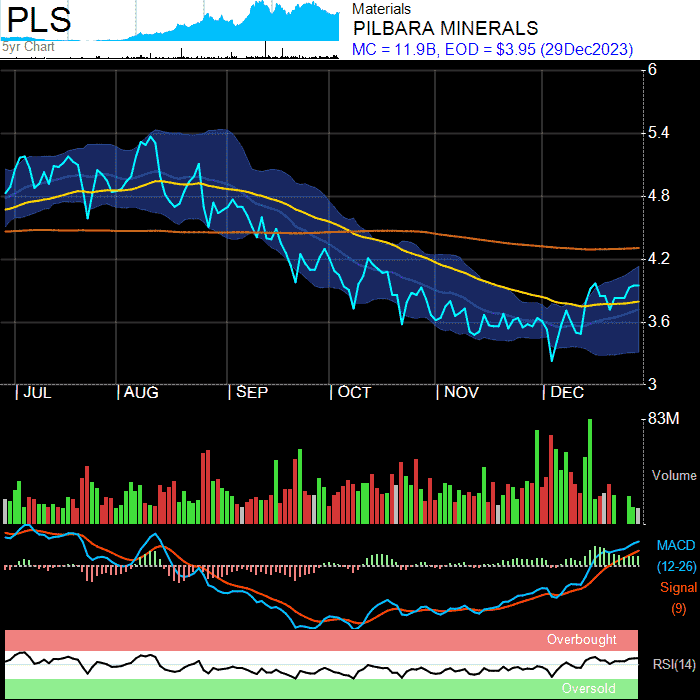 PLS
5yr Chart
Materials
PILBARA MINERALS
MC = 11.9B, EOD = $3.95 (29Dec2023)
6
5.4
4.8
4.2
3.6
3
JUL AUG SEP OCT NOV DEC
83M
Volume
MACD
(12-26)
Signal
(9)
Overbought
RSI(14)
Oversold